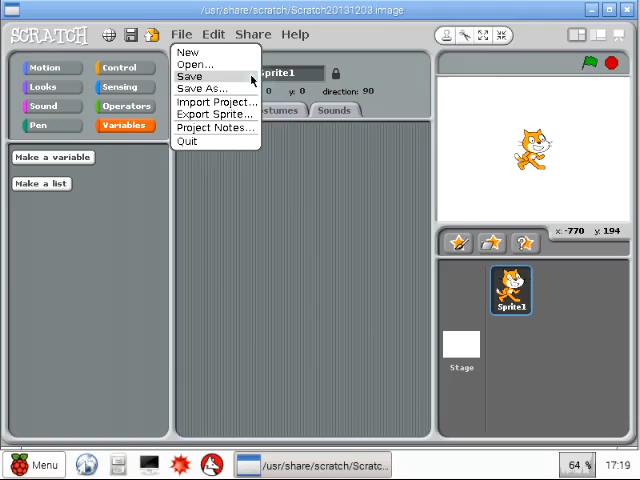 /usr/share/scratch/Scratch20131203.image
SCRATCH
File Edit Share Help
New
Open...
Save
Save As...
Import Project...
Export Sprite...
Project Notes...
Quit
Motion
Control
Looks
Sensing
Sound
Operators
Pen
Variables
Make a variable
Make a list
Sprite1
0 y: 0 direction: 90
stumes
Sounds
x: -770 y: 194
Sprite1
Stage
Menu
/usr/share/scratch/Scratc...
64 %
17:19